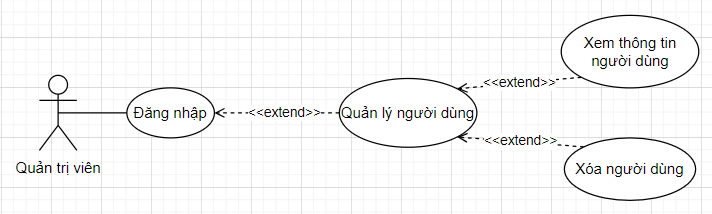 Quản trị viên
Đăng nhập
<<extend>>
Quản lý người dùng
<<extend>>
Xem thông tin
người dùng
<<extend>>
Xóa người dùng